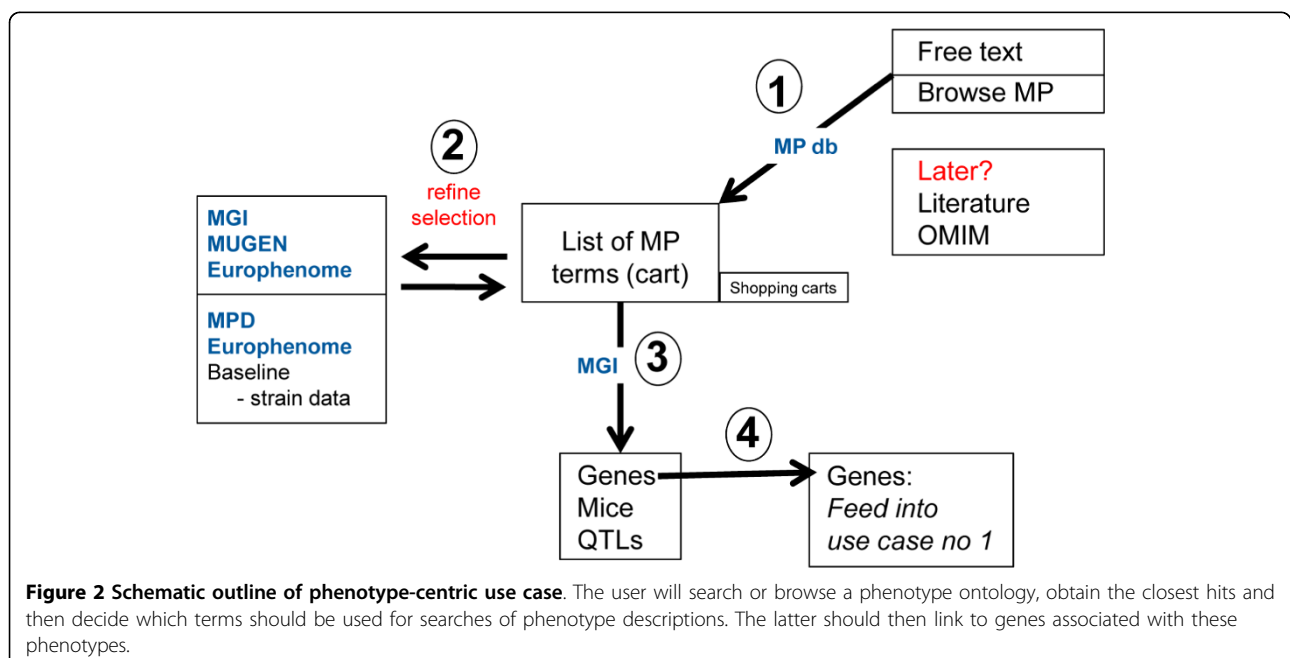 Free text
Browse MP
1
MP db
Later?
Literature
OMIM
2
refine
selection
MGI
MUGEN
Europhenome
MPD
Europhenome
Baseline
- strain data
List of MP
terms (cart)
Shopping carts
MGI
3
Genes
Mice
QTLs
4
Genes:
Feed into
use case no 1
Figure 2 Schematic outline of phenotype-centric use case. The user will search or browse a phenotype ontology, obtain the closest hits and
then decide which terms should be used for searches of phenotype descriptions. The latter should then link to genes associated with these
phenotypes.